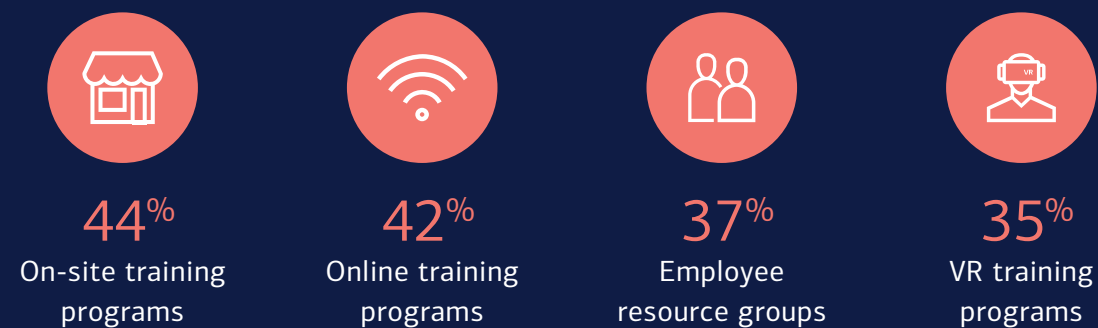 VR
44% 42% 37% 35%
On-site training Online training Employee VR training
programs programs resource groups programs